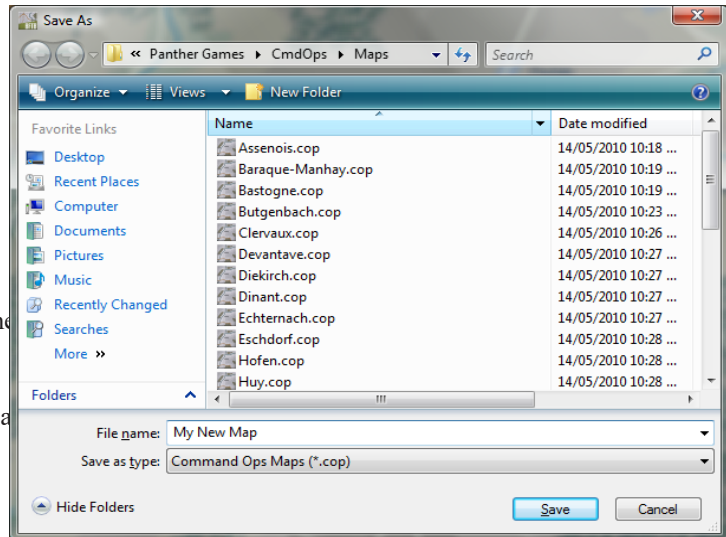 Save As
« Panther Games ▸ CmdOps ▸ Maps
Search
Organize Views New Folder
Favorite Links
Desktop
Recent Places
Computer
Documents
Pictures
Music
Recently Changed
Searches
More »
Folders
Name Date modified
Assenois.cop 14/05/2010 10:18 ...
Baraque-Manhay.cop 14/05/2010 10:19 ...
Bastogne.cop 14/05/2010 10:19 ...
Butgenbach.cop 14/05/2010 10:23 ...
Clervaux.cop 14/05/2010 10:26 ...
Devantave.cop 14/05/2010 10:27 ...
Diekirch.cop 14/05/2010 10:27 ...
Dinant.cop 14/05/2010 10:27 ...
Echternach.cop 14/05/2010 10:27 ...
Eschdorf.cop 14/05/2010 10:28 ...
Hofen.cop 14/05/2010 10:28 ...
Huy.cop 14/05/2010 10:28 ...
File name: My New Map
Save as type: Command Ops Maps (*.cop)
Hide Folders
Save Cancel